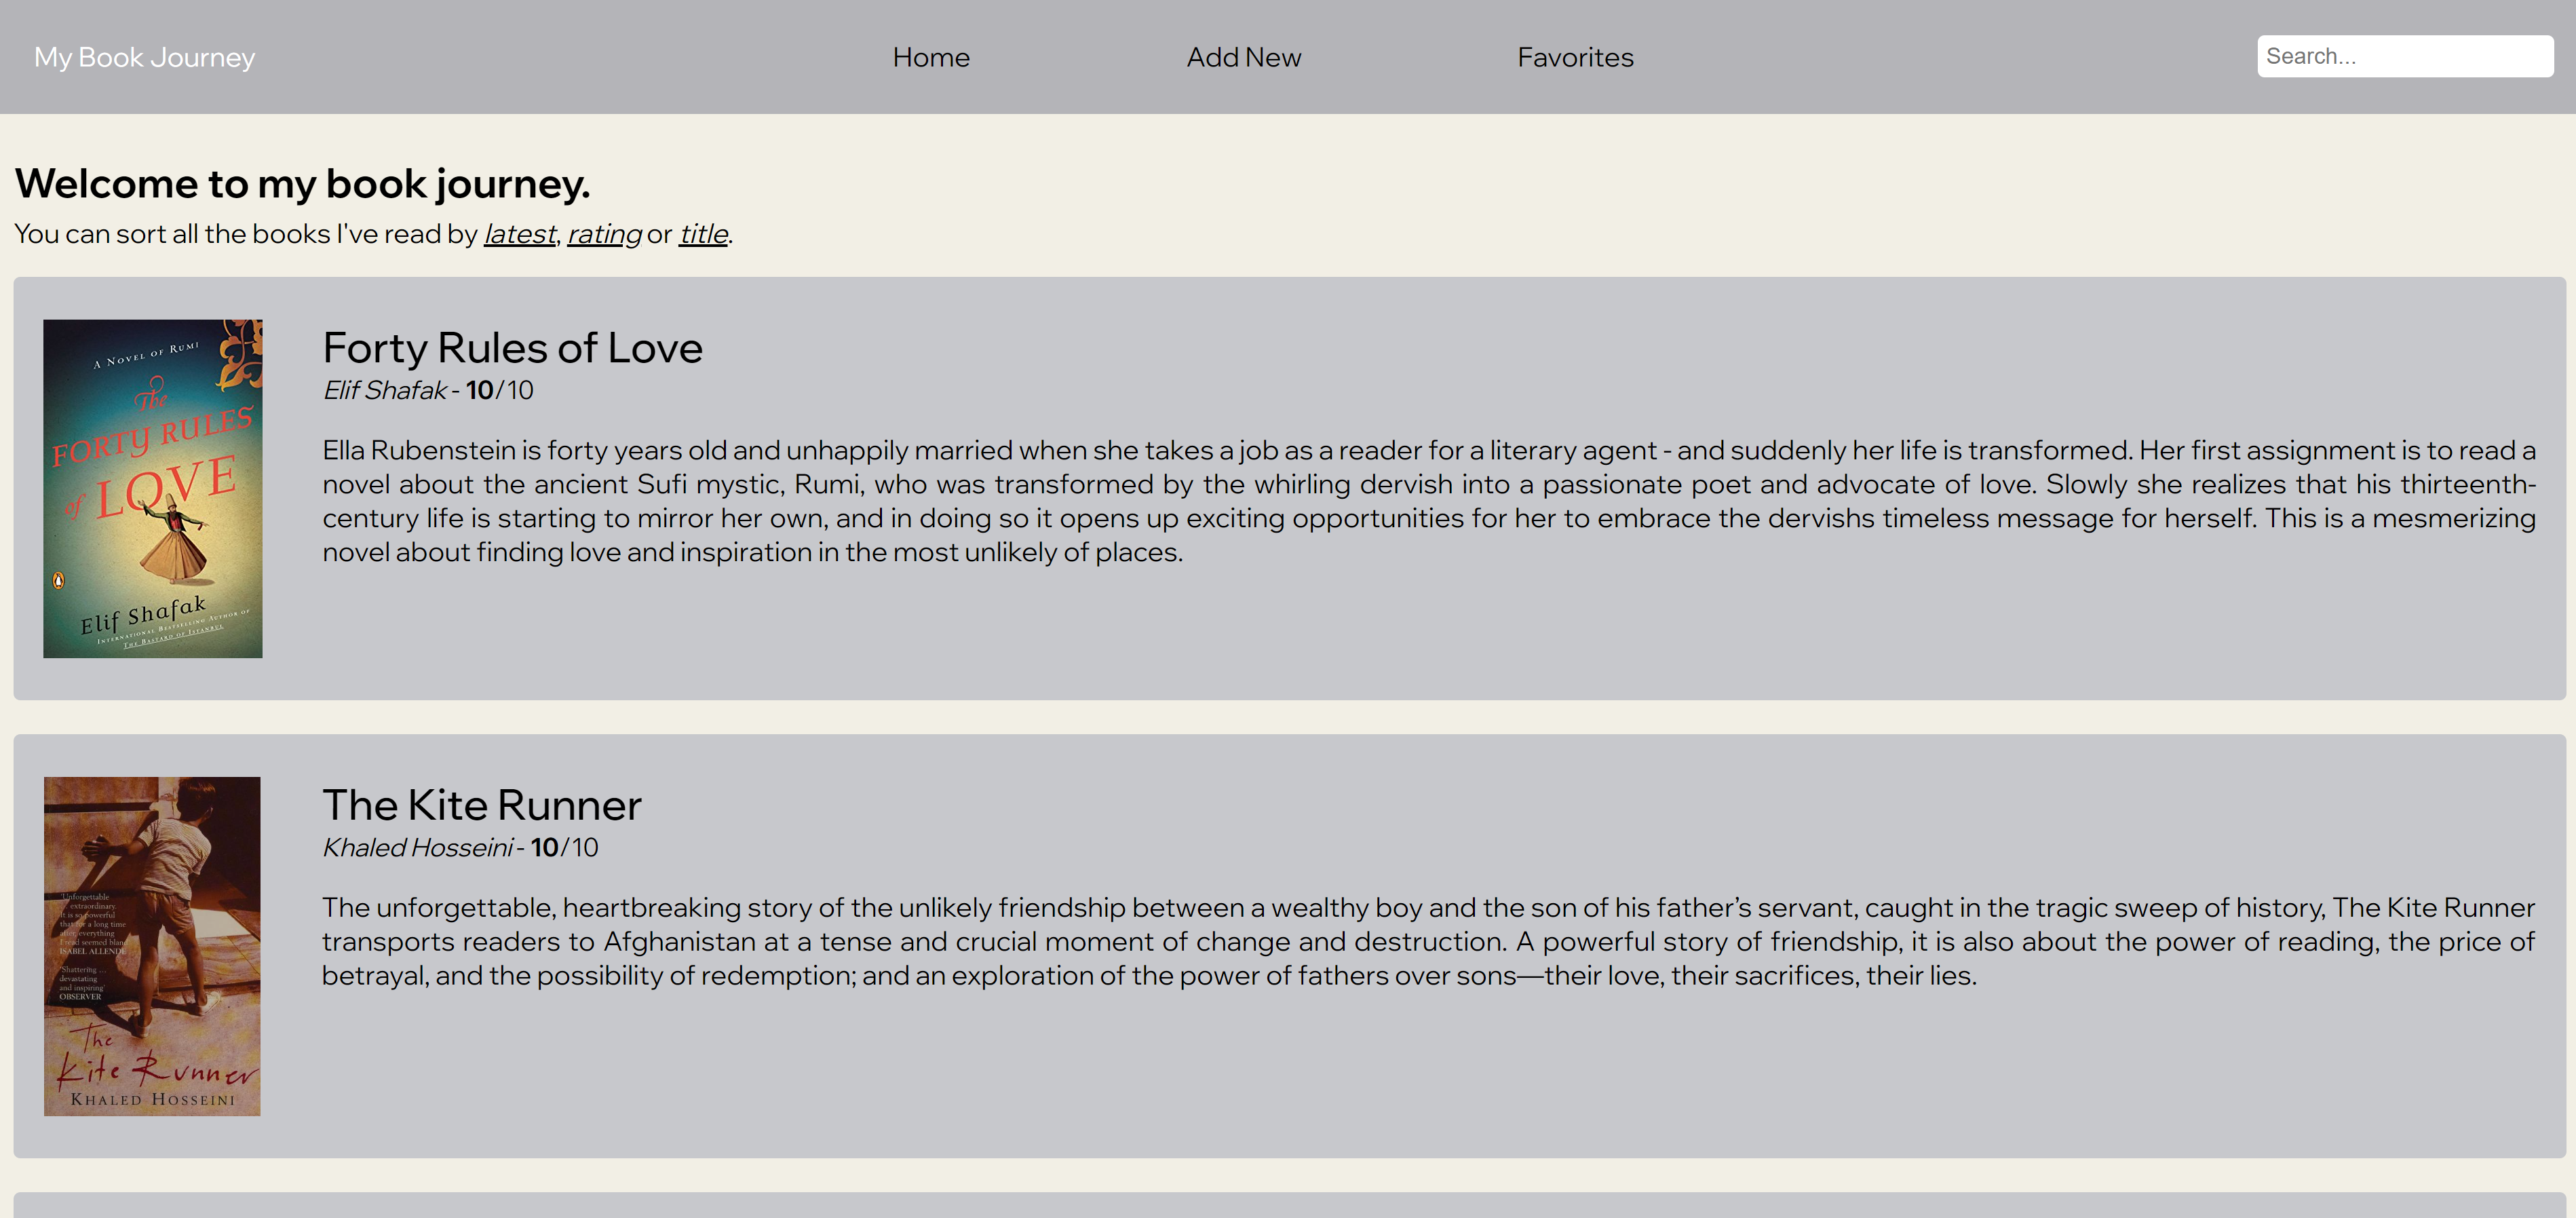 My Book Journey
Home
Add New
Favorites
Search...
Welcome to my book journey.
You can sort all the books I've read by latest, rating or title.
A NOVEL OF RUMI
The
FORTY RULES
of LOVE
Elif Shafak
INTERNATIONAL BESTSELLING AUTHOR OF
THE BASTARD OF ISTANBUL
Forty Rules of Love
Elif Shafak - 10/10
Ella Rubenstein is forty years old and unhappily married when she takes a job as a reader for a literary agent - and suddenly her life is transformed. Her first assignment is to read a
novel about the ancient Sufi mystic, Rumi, who was transformed by the whirling dervish into a passionate poet and advocate of love. Slowly she realizes that his thirteenth-
century life is starting to mirror her own, and in doing so it opens up exciting opportunities for her to embrace the dervishs timeless message for herself. This is a mesmerizing
novel about finding love and inspiration in the most unlikely of places.
'Unforgettable
... extraordinary.
It is so powerful
that for a long time
after, everything
I read seemed bland'
ISABEL ALLENDE
'Shattering ...
devastating
and inspiring'
OBSERVER
The
Kite Runner
KHALED HOSSEINI
The Kite Runner
Khaled Hosseini - 10/10
The unforgettable, heartbreaking story of the unlikely friendship between a wealthy boy and the son of his father’s servant, caught in the tragic sweep of history, The Kite Runner
transports readers to Afghanistan at a tense and crucial moment of change and destruction. A powerful story of friendship, it is also about the power of reading, the price of
betrayal, and the possibility of redemption; and an exploration of the power of fathers over sons—their love, their sacrifices, their lies.